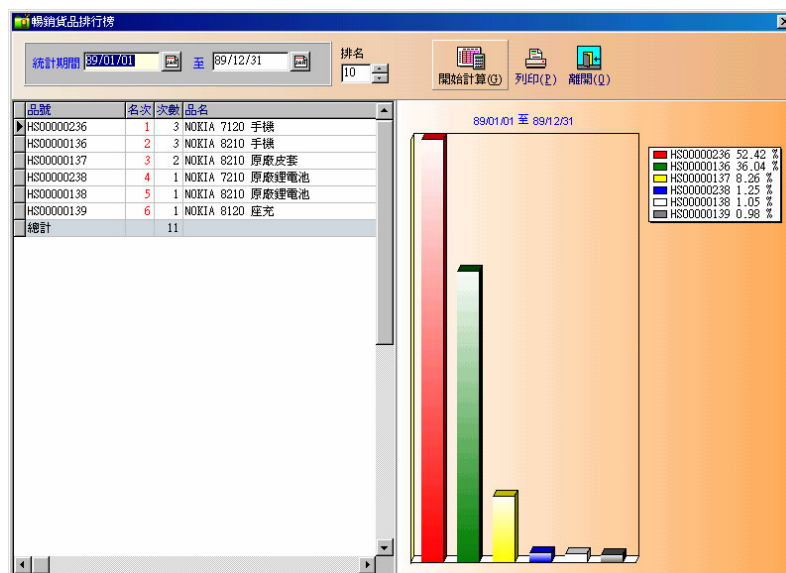 暢銷貨品排行榜
統計期間 89/01/01 至 89/12/31
排名
10
開始計算(G) 列印(P) 離開(Q)
品號 名次 次數 品名
HS00000236 1 3 NOKIA 7120 手機
HS00000136 2 3 NOKIA 8210 手機
HS00000137 3 2 NOKIA 8210 原廠皮套
HS00000238 4 1 NOKIA 7210 原廠鋰電池
HS00000138 5 1 NOKIA 8210 原廠鋰電池
HS00000139 6 1 NOKIA 8120 座充
總計 11
89/01/01 至 89/12/31
HS00000236 52.42 %
HS00000136 36.04 %
HS00000137 8.26 %
HS00000238 1.25 %
HS00000138 1.05 %
HS00000139 0.98 %